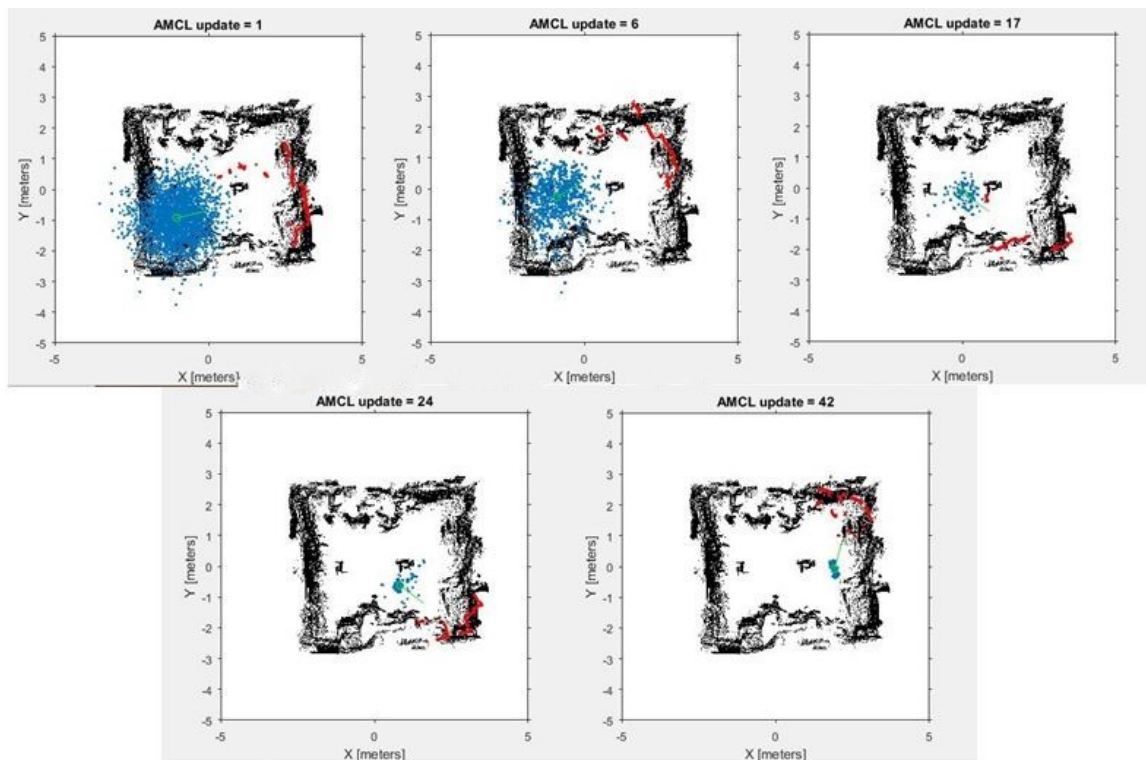 AMCL update = 1
5
4
3
2
1
0
-1
-2
-3
-4
-5
Y [meters]
-5 0 5
X [meters]
AMCL update = 6
5
4
3
2
1
0
-1
-2
-3
-4
-5
Y [meters]
-5 0 5
X [meters]
AMCL update = 17
5
4
3
2
1
0
-1
-2
-3
-4
-5
Y [meters]
-5 0 5
X [meters]
AMCL update = 24
5
4
3
2
1
0
-1
-2
-3
-4
-5
Y [meters]
-5 0 5
X [meters]
AMCL update = 42
5
4
3
2
1
0
-1
-2
-3
-4
-5
Y [meters]
-5 0 5
X [meters]